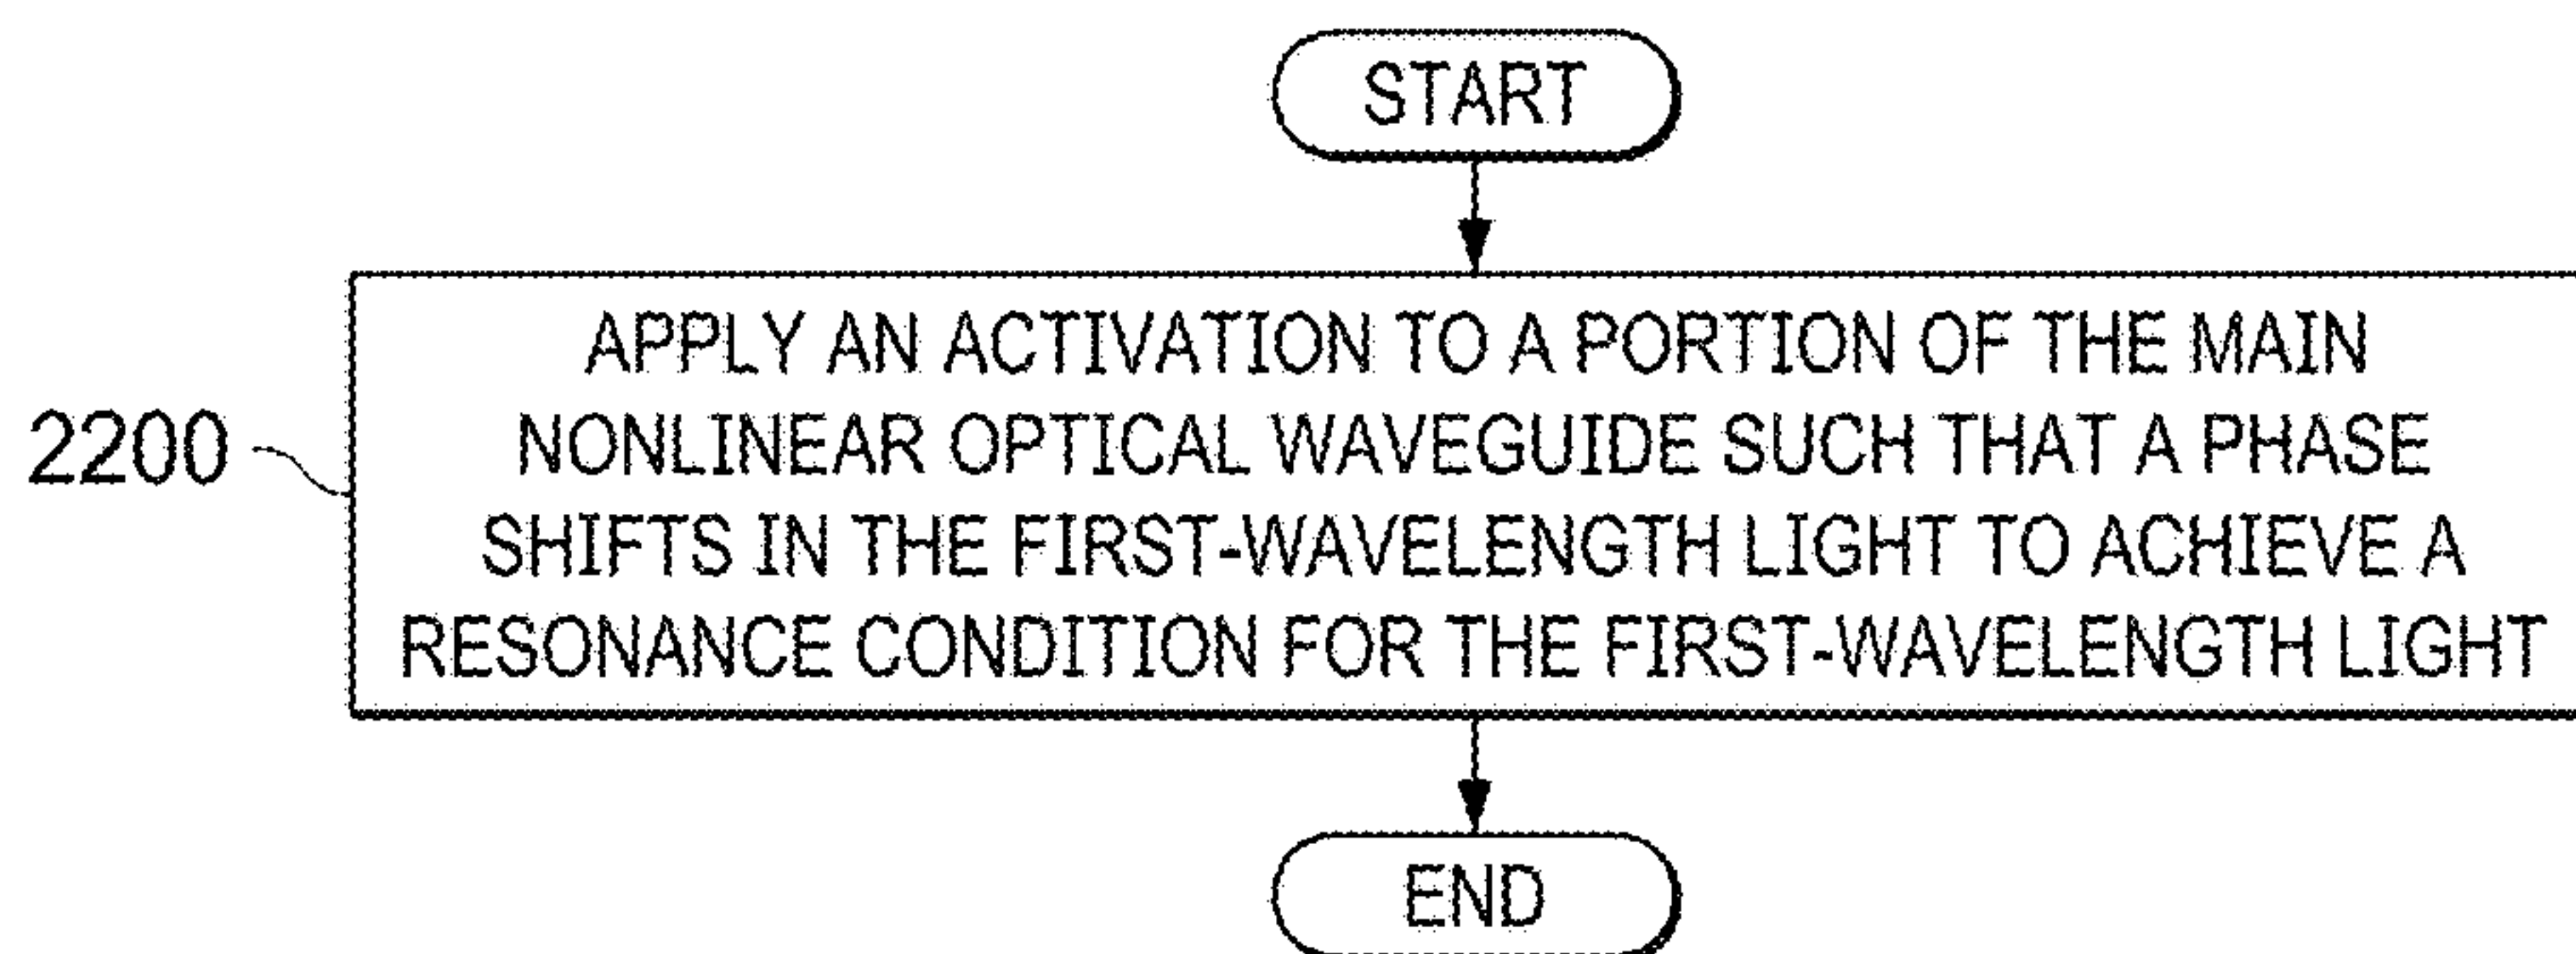 START
APPLY AN ACTIVATION TO A PORTION OF THE MAIN
NONLINEAR OPTICAL WAVEGUIDE SUCH THAT A PHASE
2200
SHIFTS IN THE FIRST-WAVELENGTH LIGHT TO ACHIEVE A
RESONANCE CONDITION FOR THE FIRST-WAVELENGTH LIGHT
END